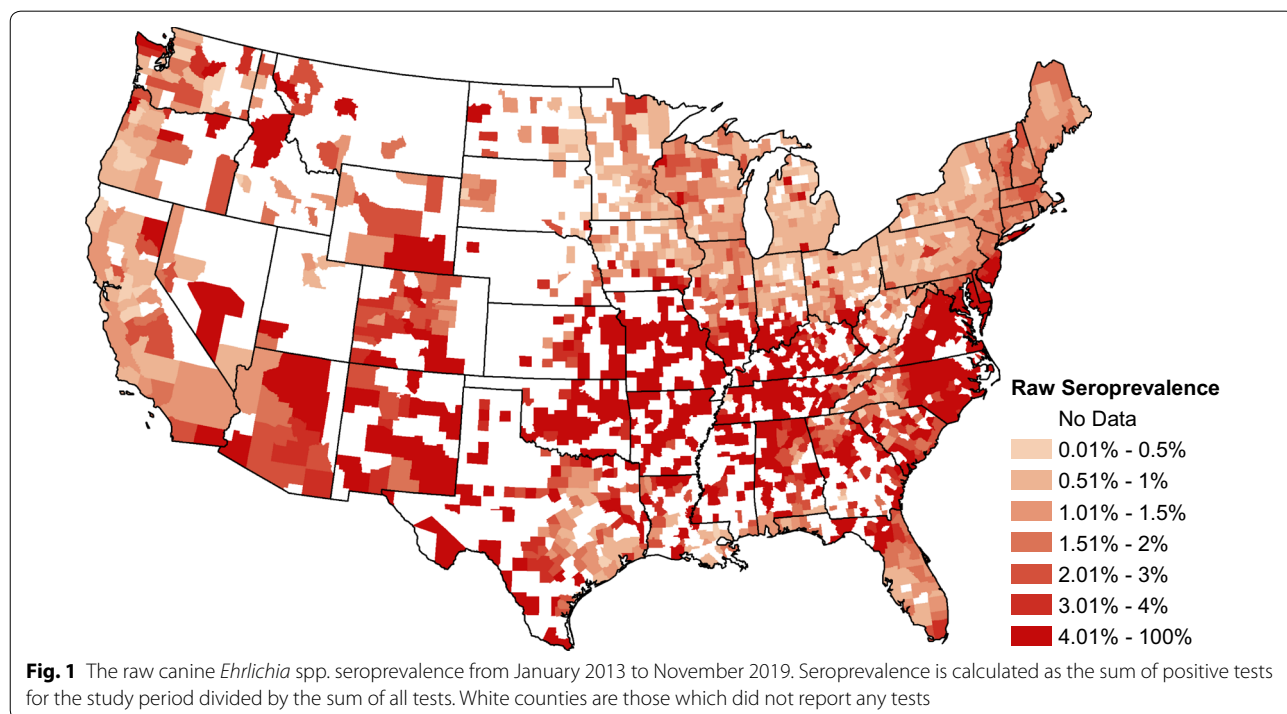 Raw Seroprevalence
No Data
0.01% - 0.5%
0.51% - 1%
1.01% - 1.5%
1.51% - 2%
2.01% - 3%
3.01% - 4%
4.01% - 100%
Fig. 1 The raw canine Ehrlichia spp. seroprevalence from January 2013 to November 2019. Seroprevalence is calculated as the sum of positive tests
for the study period divided by the sum of all tests. White counties are those which did not report any tests